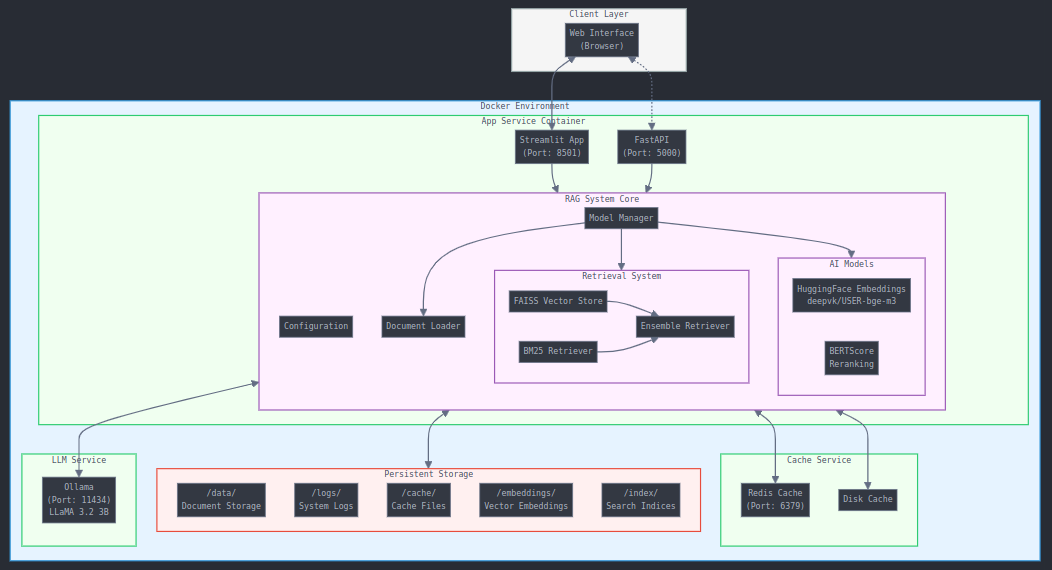 Client Layer
Web Interface
(Browser)
Docker Environment
App Service Container
Streamlit App
(Port: 8501)
FastAPI
(Port: 5000)
RAG System Core
Model Manager
Retrieval System
FAISS Vector Store
Ensemble Retriever
BM25 Retriever
AI Models
HuggingFace Embeddings
deepvk/USER-bge-m3
BERTScore
Reranking
Configuration
Document Loader
LLM Service
Ollama
(Port: 11434)
LLaMA 3.2 3B
Persistent Storage
/data/
Document Storage
/logs/
System Logs
/cache/
Cache Files
/embeddings/
Vector Embeddings
/index/
Search Indices
Cache Service
Redis Cache
(Port: 6379)
Disk Cache